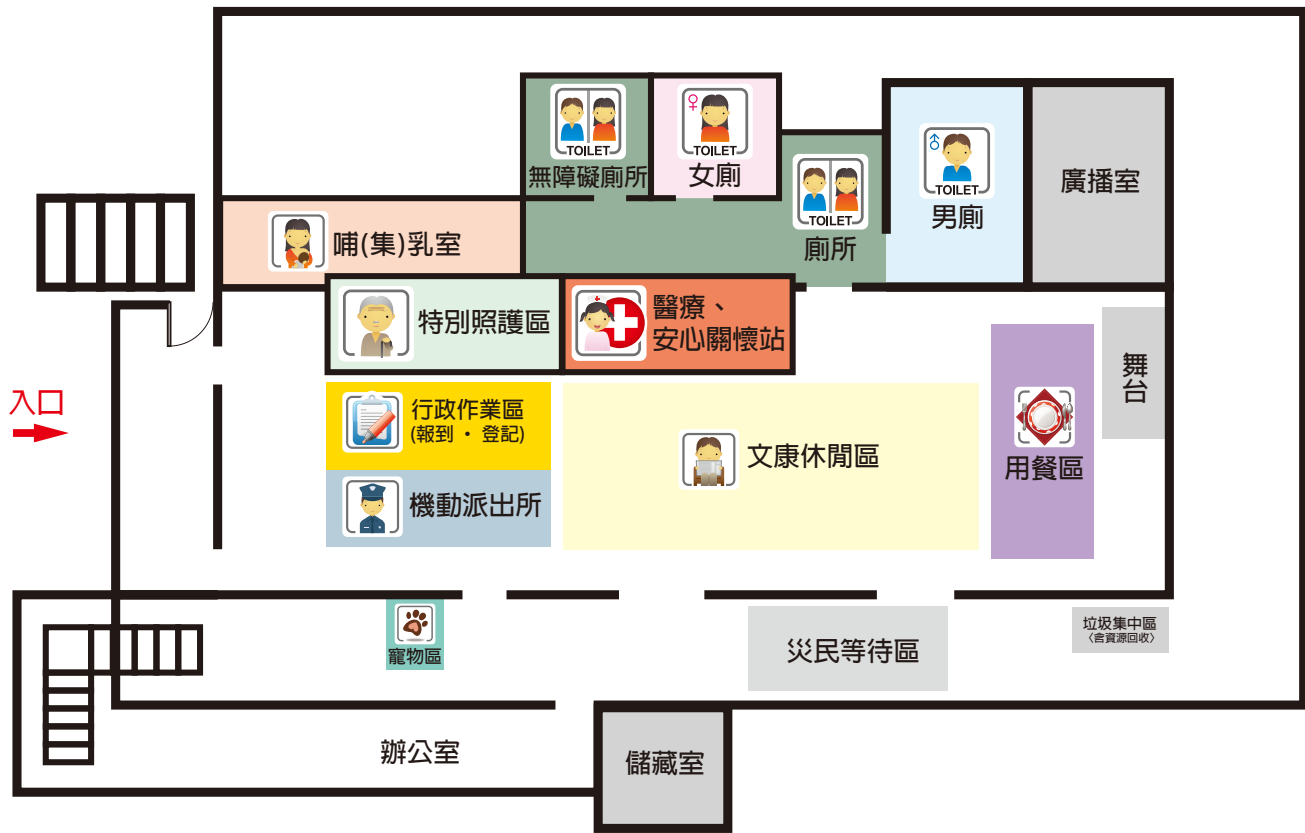 TOILET
無障礙廁所
♀
TOILET
女廁
TOILET
廁所
♂
TOILET
男廁
廣播室
哺(集)乳室
特別照護區
醫療、
安心關懷站
舞台
入口
行政作業區
(報到 ‧ 登記)
機動派出所
文康休閒區
用餐區
寵物區
災民等待區
垃圾集中區
〈含資源回收〉
辦公室
儲藏室